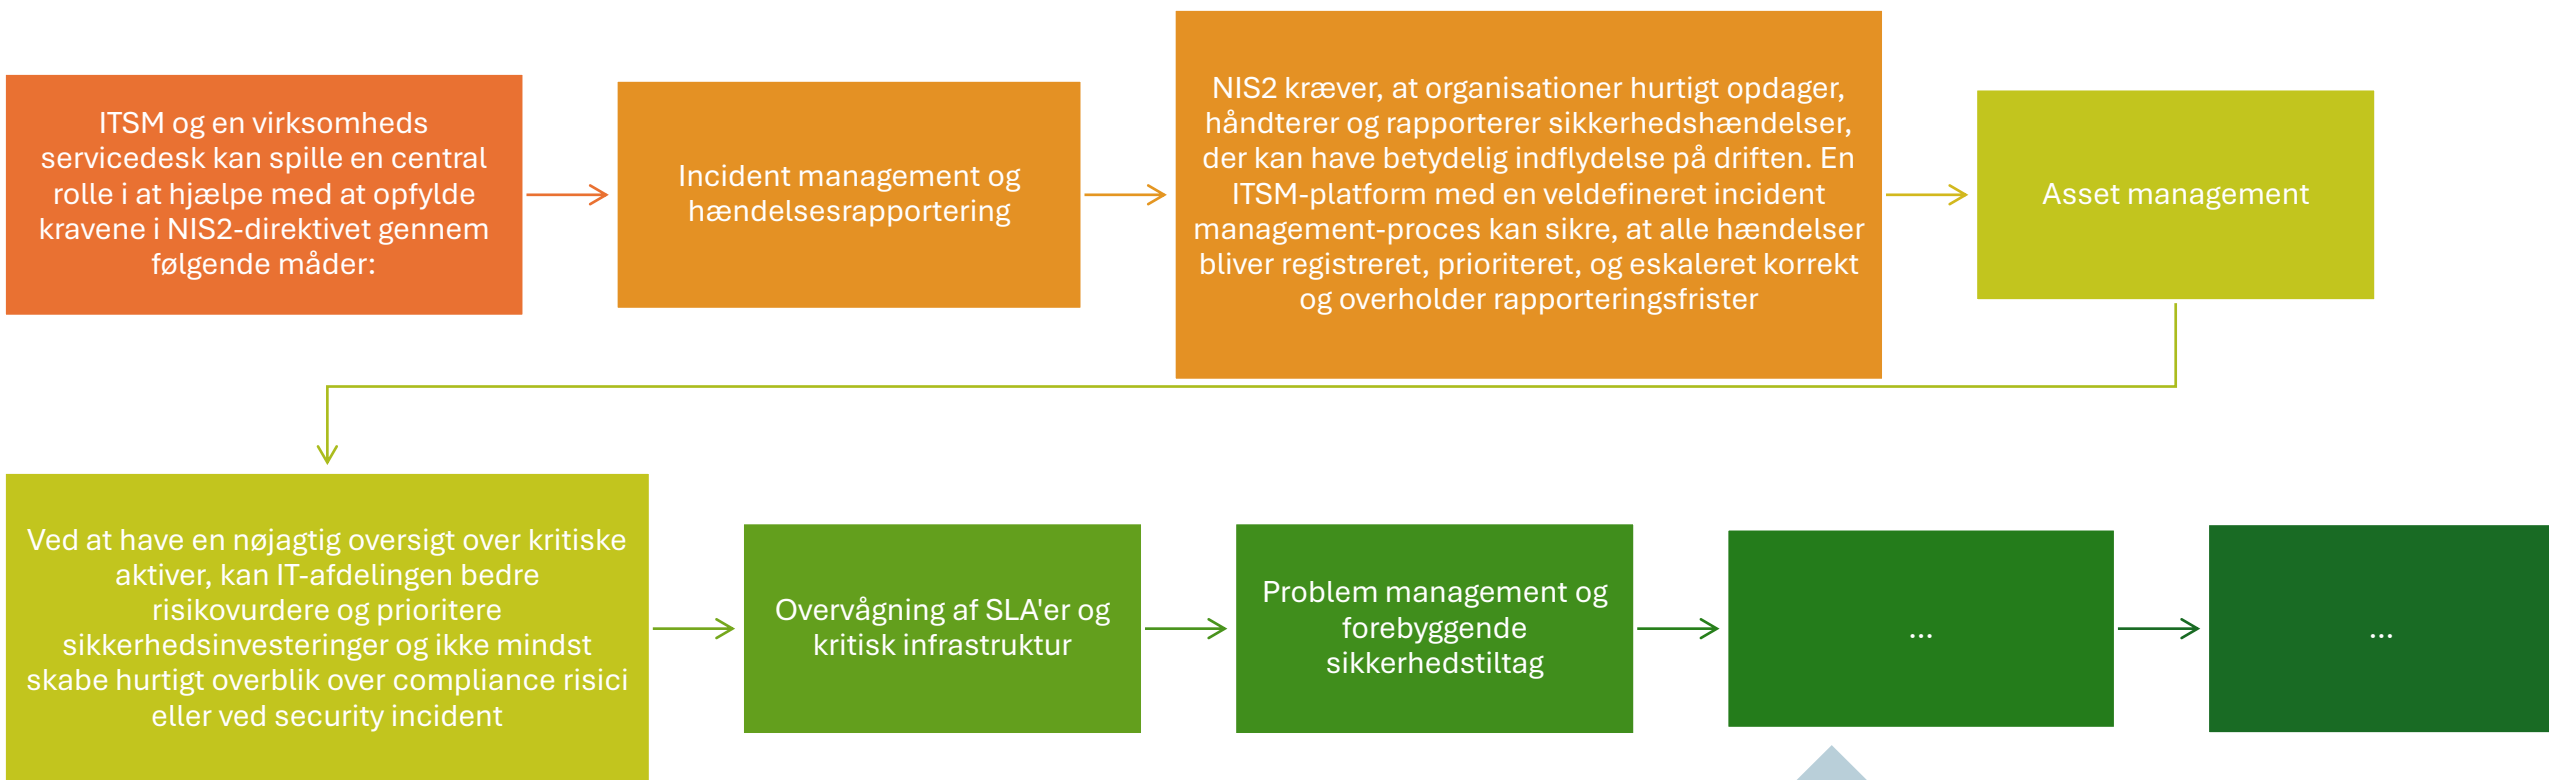 ITSM og en virksomheds
servicedesk kan spille en central
rolle i at hjælpe med at opfylde
kravene i NIS2-direktivet gennem
følgende måder:
Incident management og
hændelsesrapportering
NIS2 kræver, at organisationer hurtigt opdager,
håndterer og rapporterer sikkerhedshændelser,
der kan have betydelig indflydelse på driften. En
ITSM-platform med en veldefineret incident
management-proces kan sikre, at alle hændelser
bliver registreret, prioriteret, og eskaleret korrekt
og overholder rapporteringsfrister
Asset management
Ved at have en nøjagtig oversigt over kritiske
aktiver, kan IT-afdelingen bedre
risikovurdere og prioritere
sikkerhedsinvesteringer og ikke mindst
skabe hurtigt overblik over compliance risici
eller ved security incident
Overvågning af SLA'er og
kritisk infrastruktur
Problem management og
forebyggende
sikkerhedstiltag
...
...